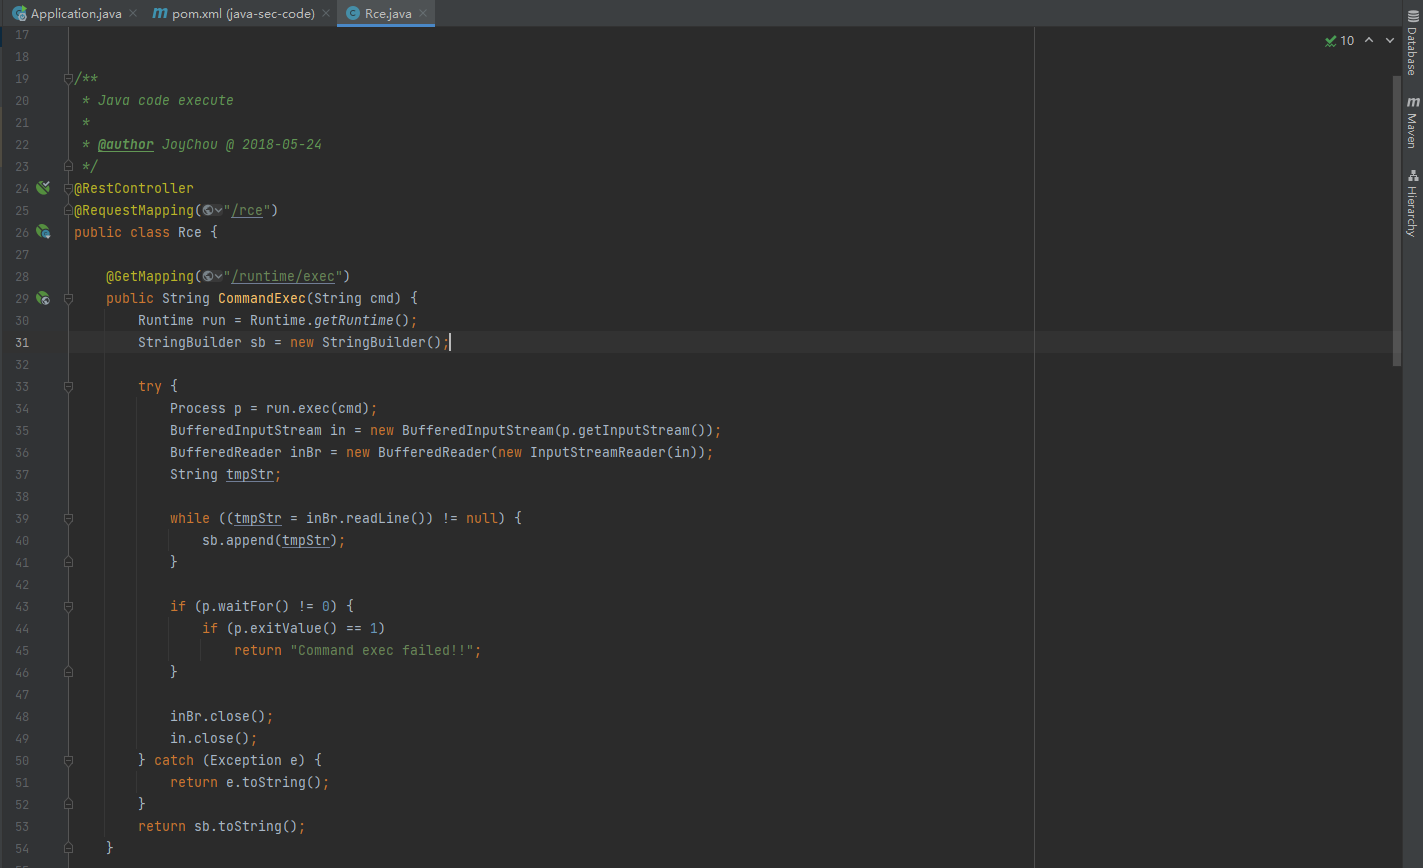 Application.java
pom.xml (java-sec-code)
Rce.java
10
17
18
19 /**
20 * Java code execute
21 *
22 * @author JoyChou @ 2018-05-24
23 */
24 @RestController
25 @RequestMapping("/rce")
26 public class Rce {
27
28 @GetMapping("/runtime/exec")
29 public String CommandExec(String cmd) {
30 Runtime run = Runtime.getRuntime();
31 StringBuilder sb = new StringBuilder();
32
33 try {
34 Process p = run.exec(cmd);
35 BufferedInputStream in = new BufferedInputStream(p.getInputStream());
36 BufferedReader inBr = new BufferedReader(new InputStreamReader(in));
37 String tmpStr;
38
39 while ((tmpStr = inBr.readLine()) != null) {
40 sb.append(tmpStr);
41 }
42
43 if (p.waitFor() != 0) {
44 if (p.exitValue() == 1)
45 return "Command exec failed!!";
46 }
47
48 inBr.close();
49 in.close();
50 } catch (Exception e) {
51 return e.toString();
52 }
53 return sb.toString();
54 }
Database
Maven
Hierarchy